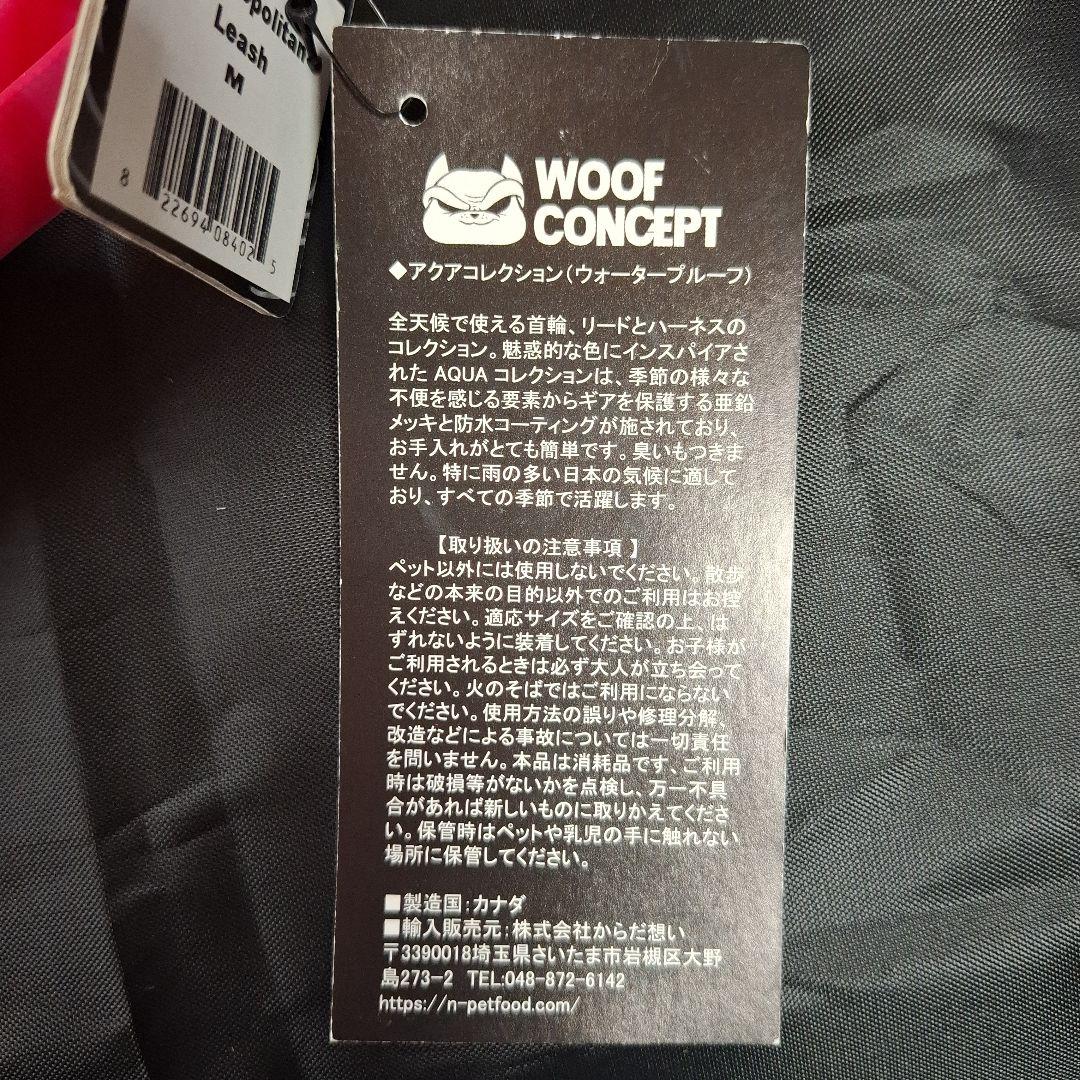 Leash
M
8 22694 08402 5
WOOF
CONCEPT
◆アクアコレクション(ウォータープルーフ)
全天候で使える首輪、リードとハーネスの
コレクション。魅惑的な色にインスパイアさ
れた AQUA コレクションは、季節の様々な
不便を感じる要素からギアを保護する亜鉛
メッキと防水コーティングが施されており、
お手入れがとても簡単です。臭いもつきま
せん。特に雨の多い日本の気候に適して
おり、すべての季節で活躍します。
【取り扱いの注意事項 】
ペット以外には使用しないでください。散歩
などの本来の目的以外でのご利用はお控
えください。適応サイズをご確認の上、は
ずれないように装着してください。お子様が
ご利用されるときは必ず大人が立ち会って
ください。火のそばではご利用にならない
でください。使用方法の誤りや修理分解、
改造などによる事故については一切責任
を問いません。本品は消耗品です、ご利用
時は破損等がないかを点検し、万一不具
合があれば新しいものに取りかえてくださ
い。保管時はペットや乳児の手に触れない
場所に保管してください。
■製造国:カナダ
■輸入販売元:株式会社からだ想い
〒3390018埼玉県さいたま市岩槻区大野
島273-2 TEL:048-872-6142
https://n-petfood.com/